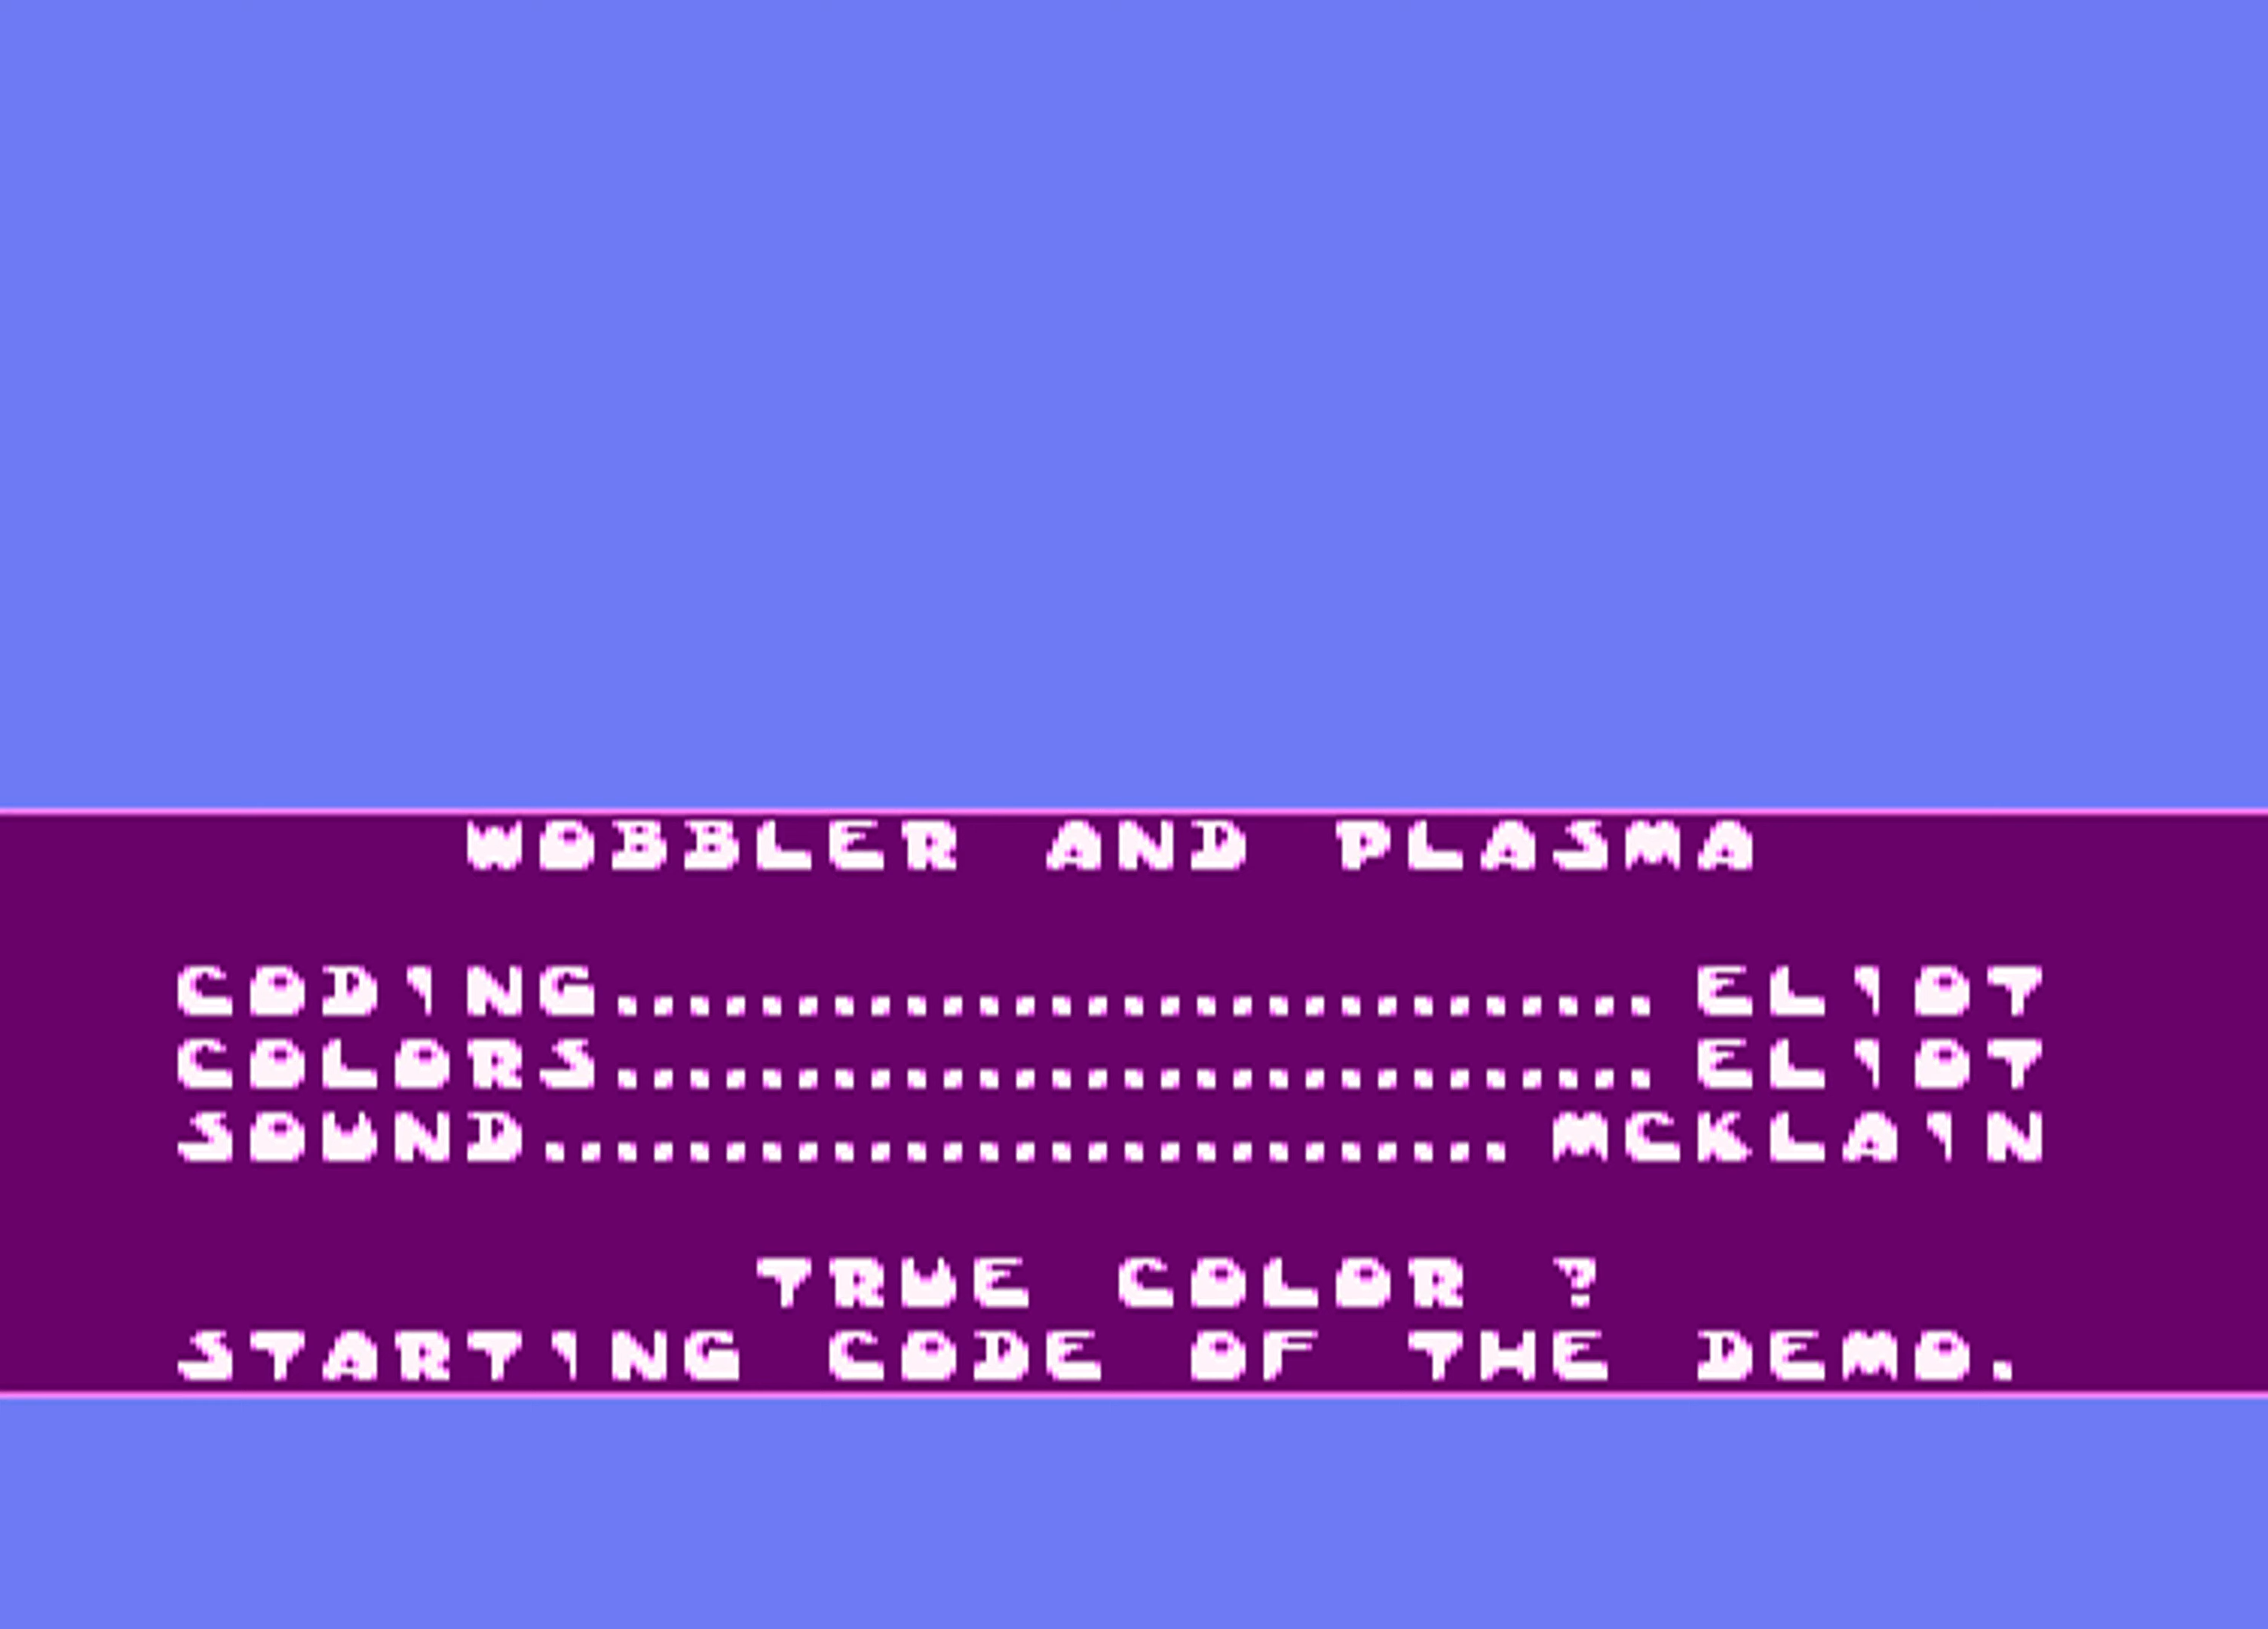 WOBBLER AND PLASMA
CODING............................. ELIOT
COLORS............................. ELIOT
SOUND........................... MCKLAIN
TRUE COLOR ?
STARTING CODE OF THE DEMO.